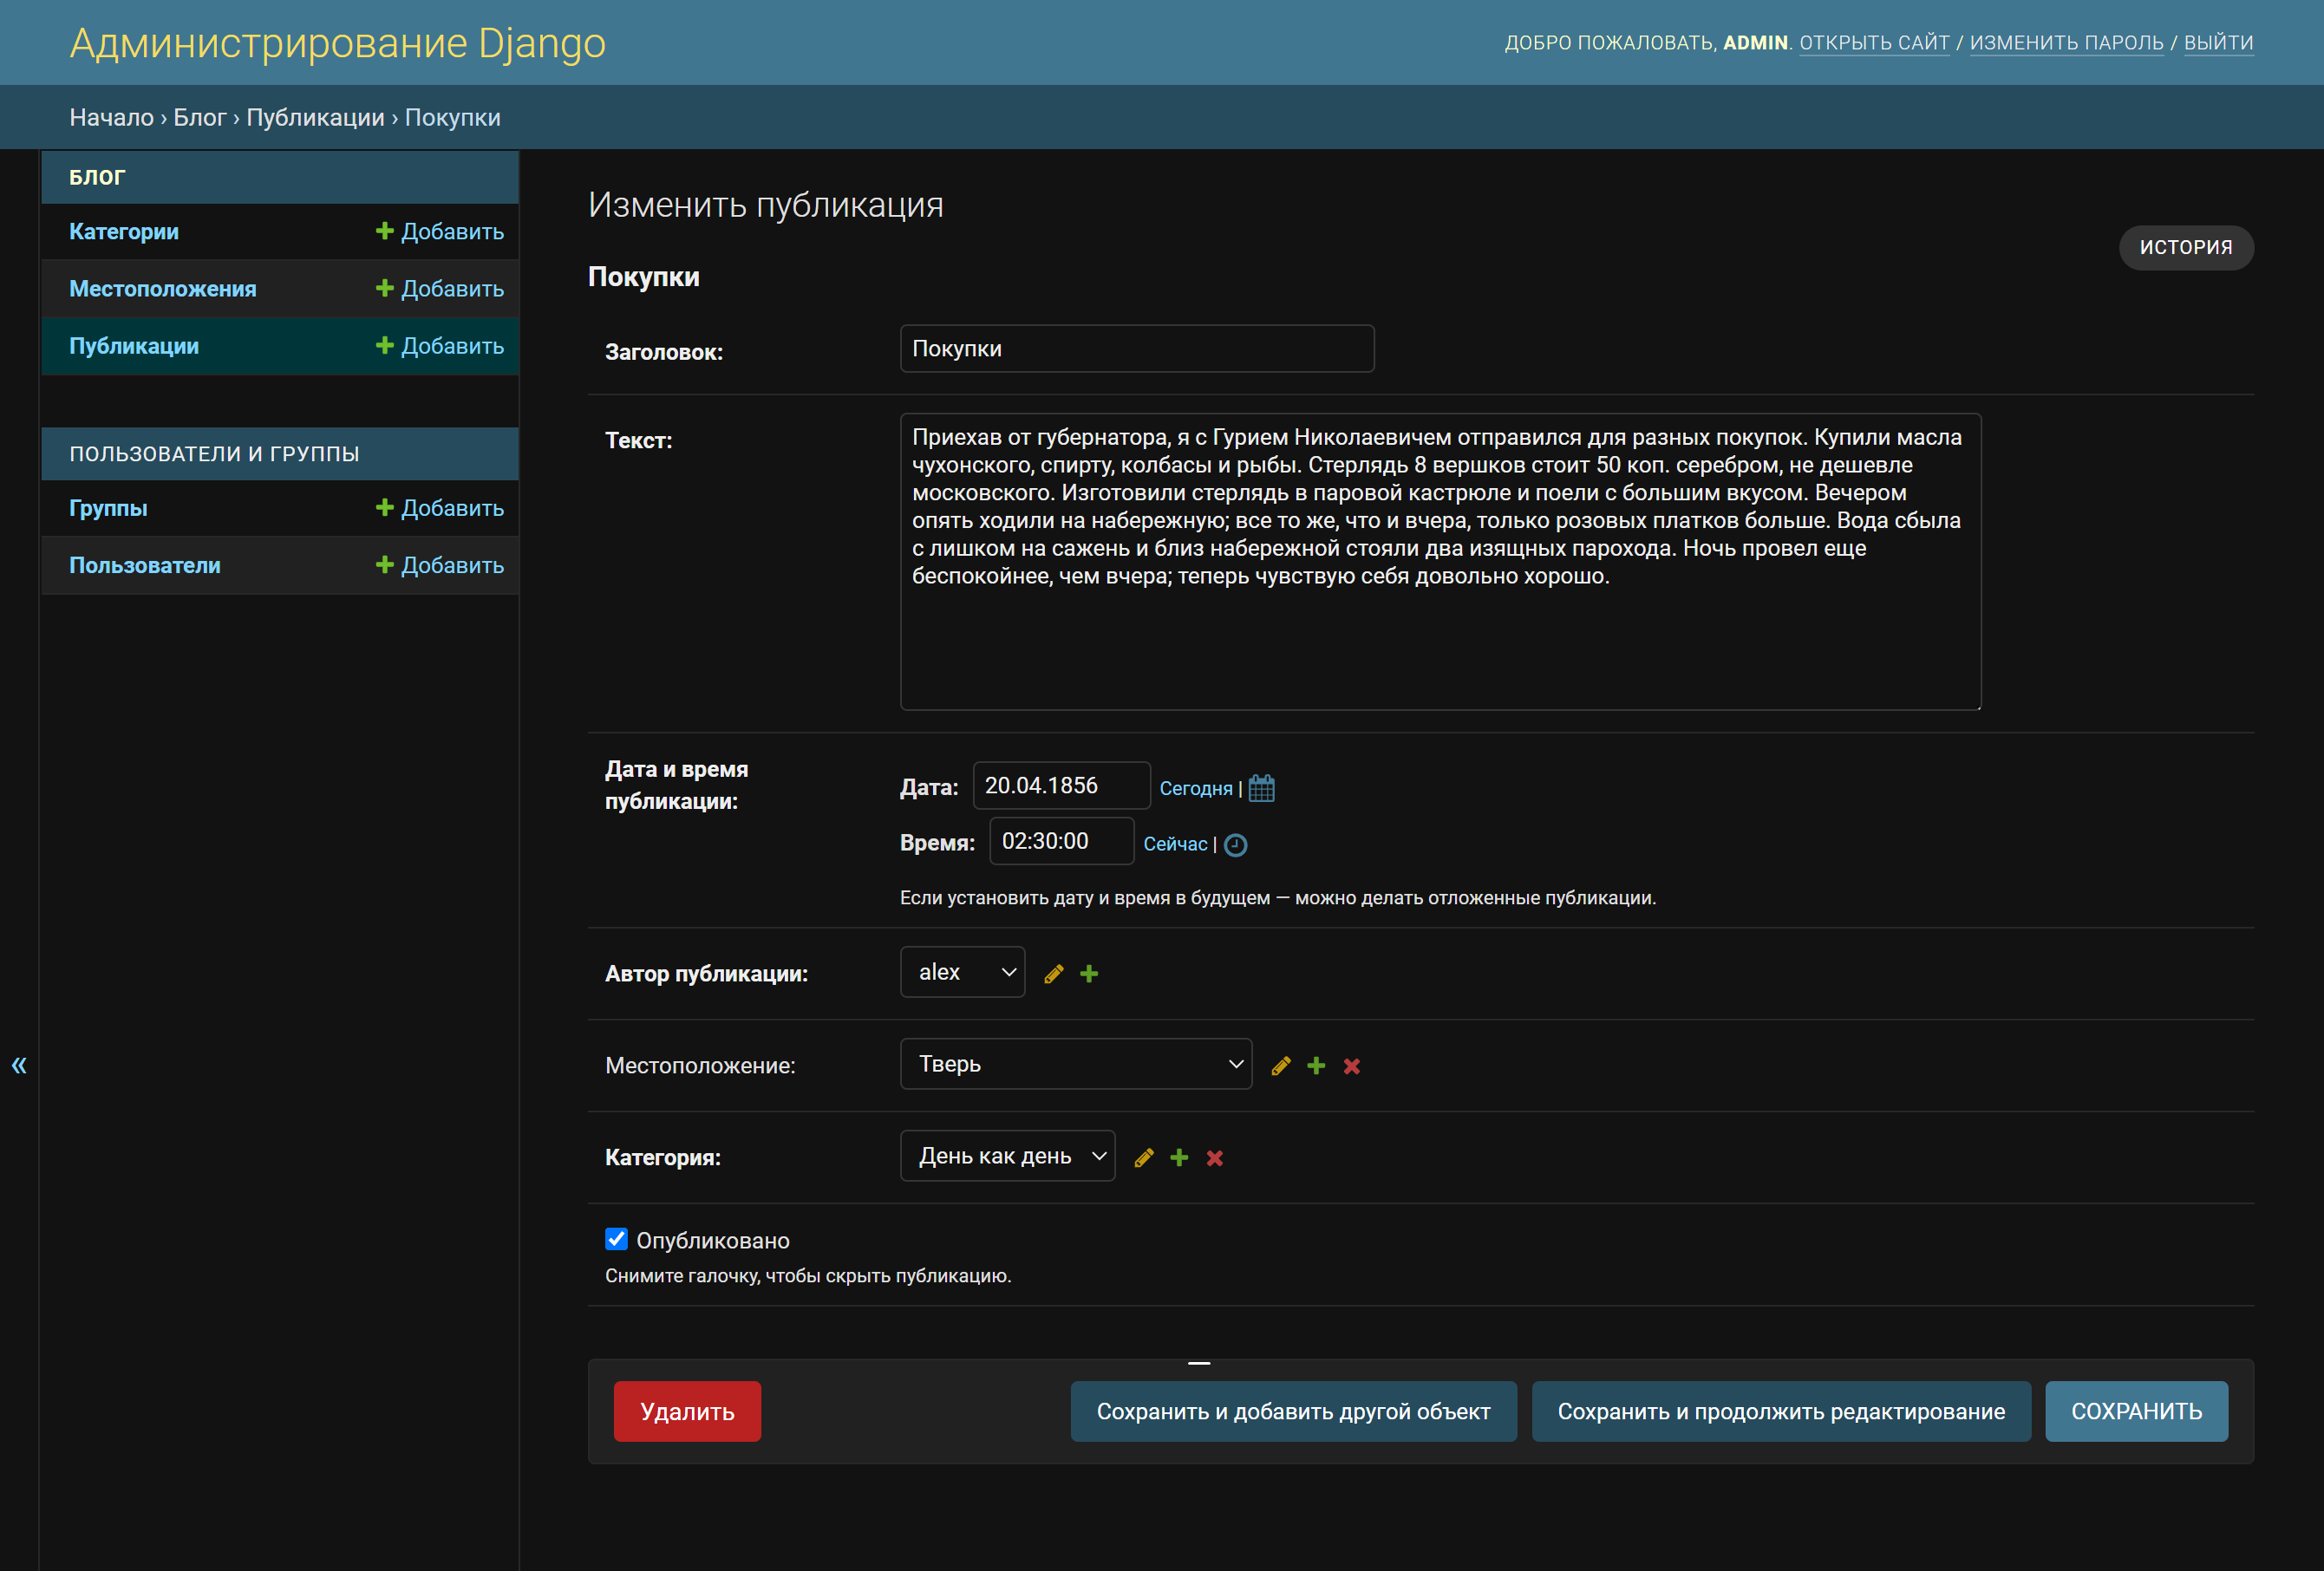 Администрирование Django
ДОБРО ПОЖАЛОВАТЬ, ADMIN. ОТКРЫТЬ САЙТ / ИЗМЕНИТЬ ПАРОЛЬ / ВЫЙТИ
Начало › Блог › Публикации › Покупки
БЛОГ
Категории Добавить
Местоположения Добавить
Публикации Добавить
ПОЛЬЗОВАТЕЛИ И ГРУППЫ
Группы Добавить
Пользователи Добавить
«
Изменить публикация
ИСТОРИЯ
Покупки
Заголовок: Покупки
Текст:
Приехав от губернатора, я с Гурием Николаевичем отправился для разных покупок. Купили масла
чухонского, спирту, колбасы и рыбы. Стерлядь 8 вершков стоит 50 коп. серебром, не дешевле
московского. Изготовили стерлядь в паровой кастрюле и поели с большим вкусом. Вечером
опять ходили на набережную; все то же, что и вчера, только розовых платков больше. Вода сбыла
с лишком на сажень и близ набережной стояли два изящных парохода. Ночь провел еще
беспокойнее, чем вчера; теперь чувствую себя довольно хорошо.
Дата и время
публикации:
Дата: 20.04.1856 Сегодня |
Время: 02:30:00 Сейчас |
Если установить дату и время в будущем — можно делать отложенные публикации.
Автор публикации: alex
Местоположение: Тверь
Категория: День как день
Опубликовано
Снимите галочку, чтобы скрыть публикацию.
Удалить
Сохранить и добавить другой объект
Сохранить и продолжить редактирование
СОХРАНИТЬ